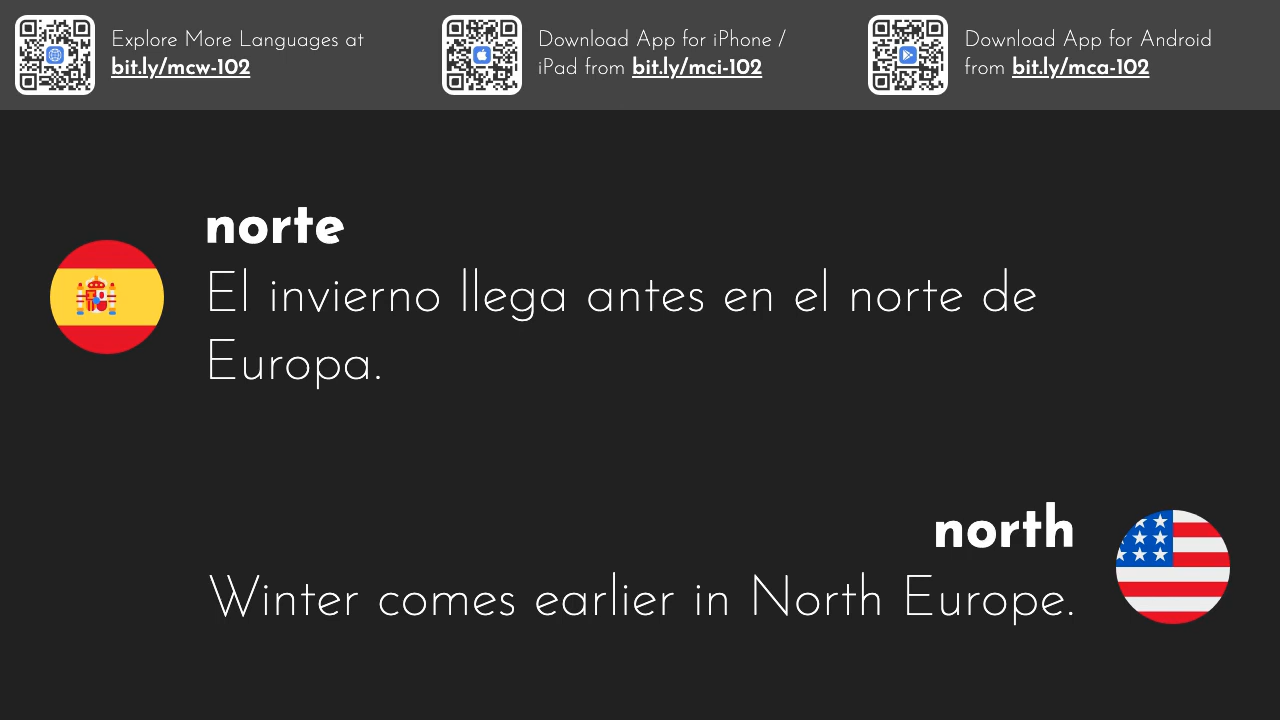 Explore More Languages at
bit.ly/mcw-102
Download App for iPhone /
iPad from bit.ly/mci-102
Download App for Android
from bit.ly/mca-102
norte
El invierno llega antes en el norte de
Europa.
north
Winter comes earlier in North Europe.